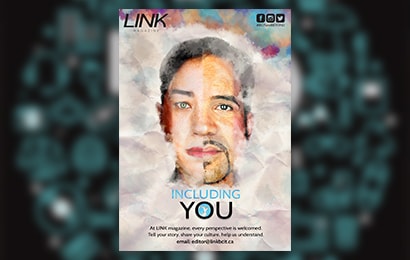 LINK
MAGAZINE
INCLUDING
YOU
At LINK magazine, every perspective is welcomed.
Tell your story, share your culture, help us understand.
email: editor@linkbcit.ca